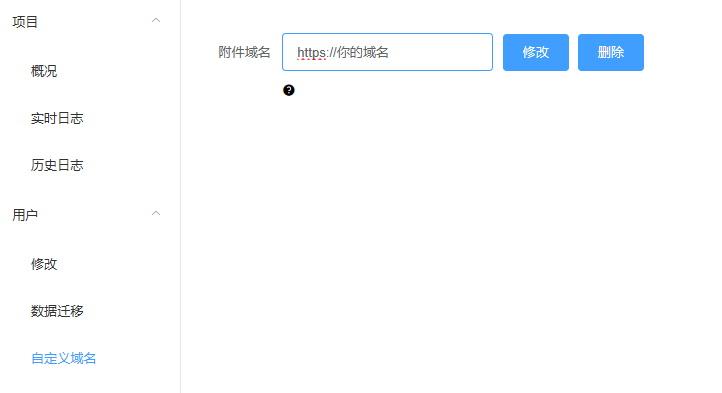 项目
概况
实时日志
历史日志
用户
修改
数据迁移
自定义域名
附件域名 https://你的域名 修改 删除
?